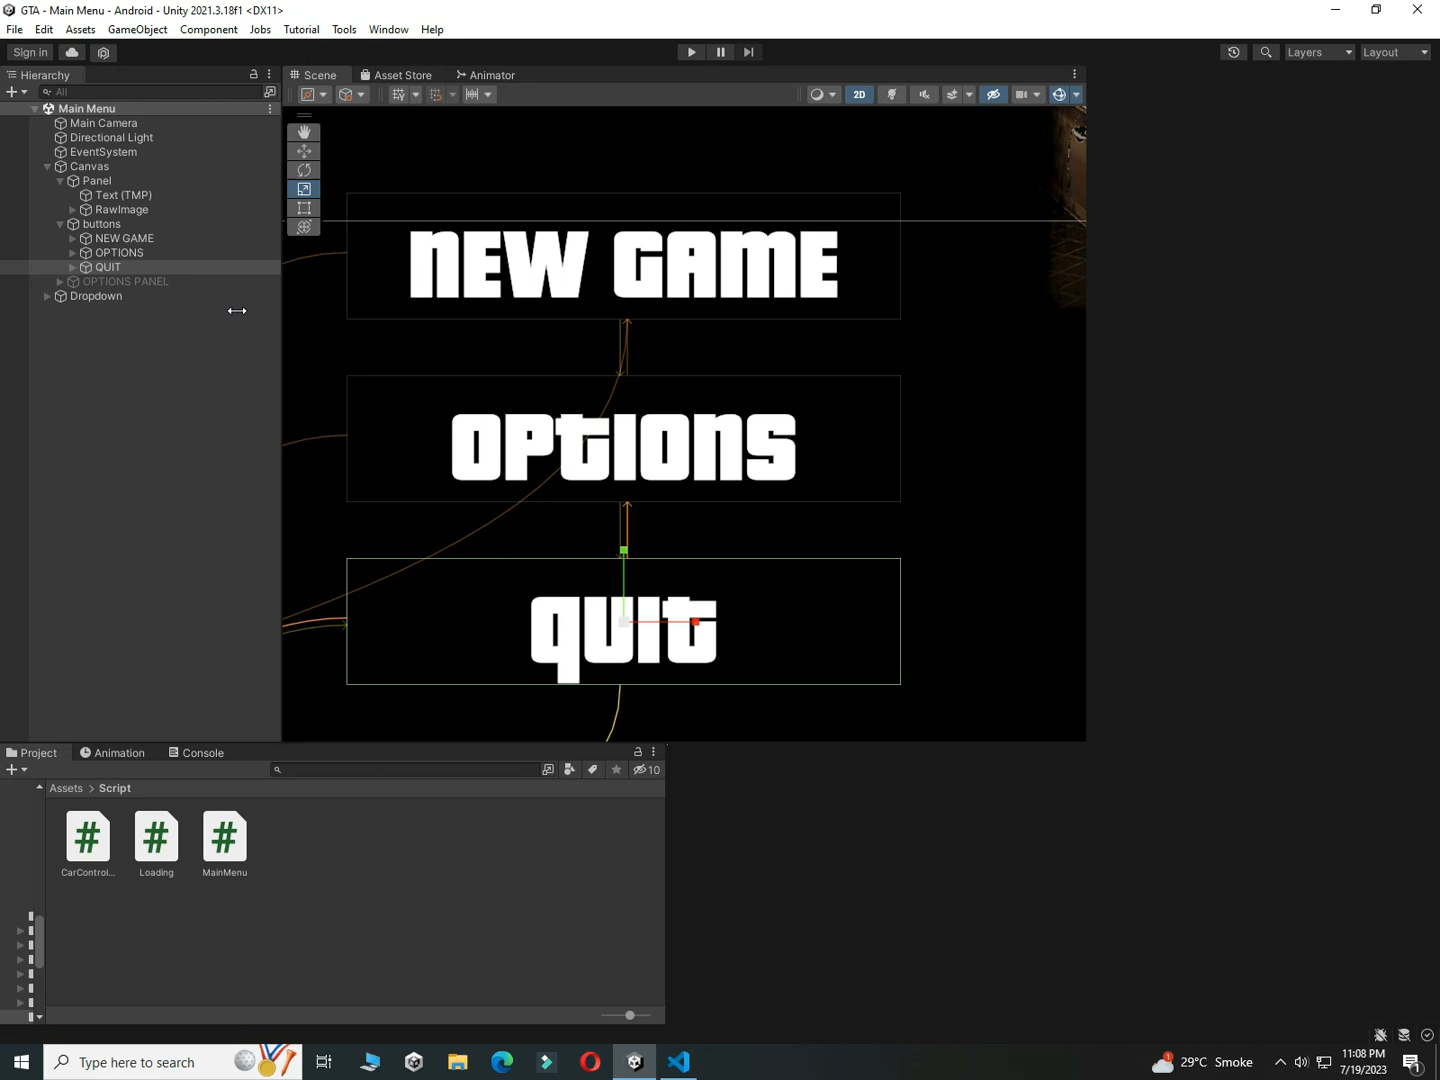 GTA - Main Menu - Android - Unity 2021.3.18f1 <DX11>
File Edit Assets GameObject Component Jobs Tutorial Tools Window Help
Sign in
Layers
Layout
Hierarchy
All
Main Menu
Main Camera
Directional Light
EventSystem
Canvas
Panel
Text (TMP)
RawImage
buttons
NEW GAME
OPTIONS
QUIT
OPTIONS PANEL
Dropdown
Scene Asset Store Animator
2D
NEW GAME
OPtIONS
quit
Project Animation Console
10
Assets > Script
CarControl... Loading MainMenu
Type here to search
1
29°C Smoke
11:08 PM
7/19/2023
1